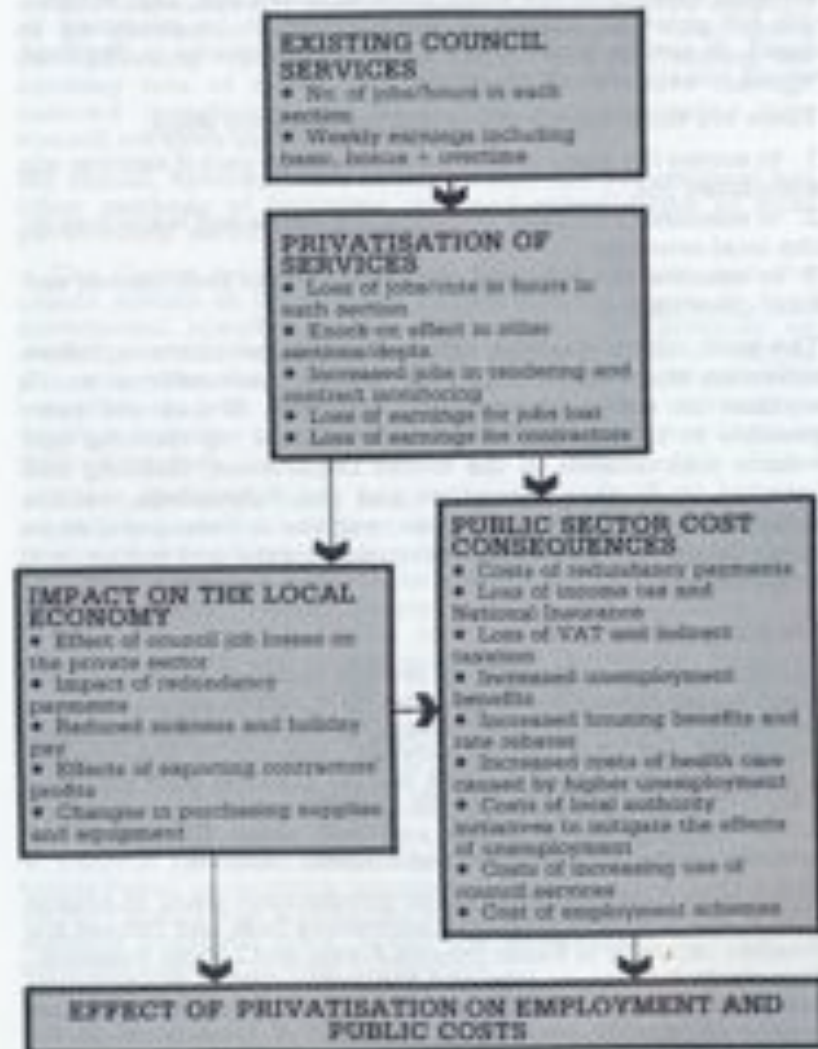 EXISTING COUNCIL
SERVICES
• No. of jobs/hours in each
section
• Weekly earnings including
basic, bonus + overtime
PRIVATISATION OF
SERVICES
• Loss of jobs/cuts in hours in
each section
• Knock-on effect in other
sections/depts.
• Increased jobs in tendering and
contract monitoring
• Loss of earnings for jobs lost
• Loss of earnings for contractors
IMPACT ON THE LOCAL
ECONOMY
• Effect of council job losses on
the private sector
• Impact of redundancy
payments
• Reduced sickness and holiday
pay
• Effects of exporting contractors'
profits
• Changes in purchasing supplies
and equipment
PUBLIC SECTOR COST
CONSEQUENCES
• Costs of redundancy payments
• Loss of income tax and
National Insurance
• Loss of VAT and indirect
taxation
• Increased unemployment
benefits
• Increased housing benefits and
rate rebates
• Increased costs of health care
caused by higher unemployment
• Costs of local authority
initiatives to mitigate the effects
of unemployment
• Costs of increasing use of
council services
• Cost of employment schemes
EFFECT OF PRIVATISATION ON EMPLOYMENT AND
PUBLIC COSTS